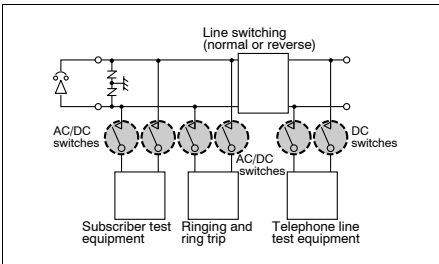 Line switching
(normal or reverse)
AC/DC
switches
DC
switches
AC/DC
switches
Subscriber test
equipment
Ringing and
ring trip
Telephone line
test equipment